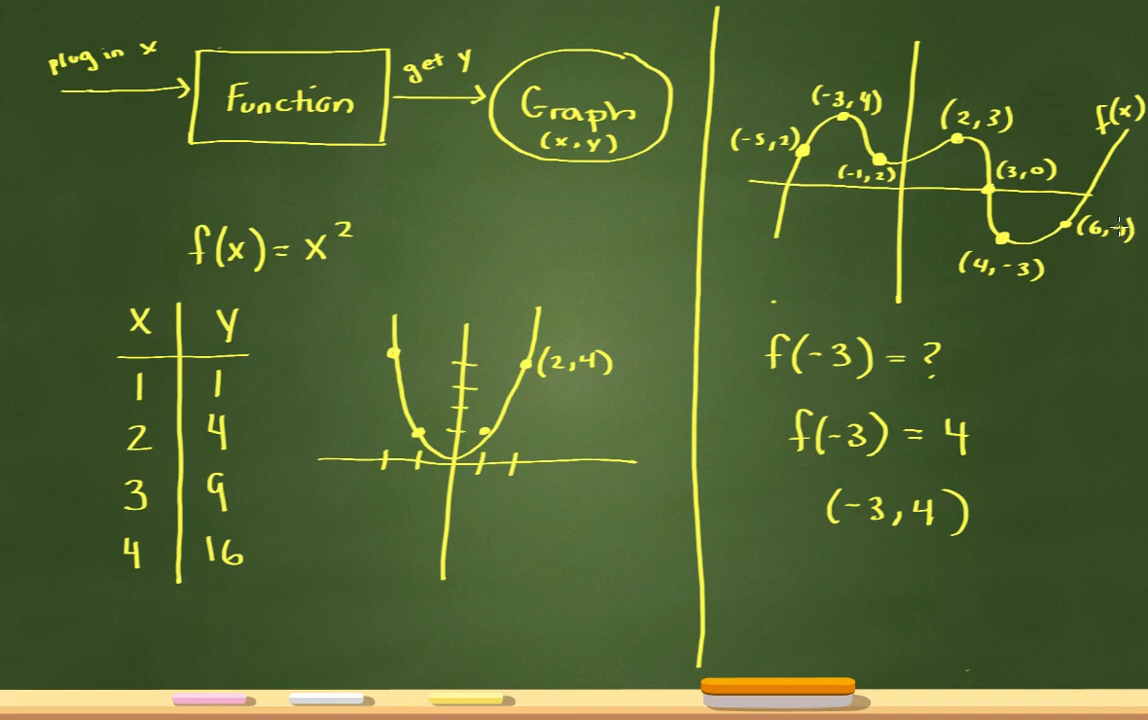 plug in x
Function
get y
Graph
(x,y)
f(x) = x²
x y
1 1
2 4
3 9
4 16
(2,4)
(-3,4)
(-5,2)
(-1,2)
(2,3)
f(x)
(3,0)
(6,
(4,-3)
f(-3) = ?
f(-3) = 4
(-3,4)